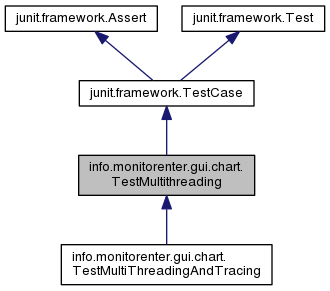 junit.framework.Assert
junit.framework.Test
junit.framework.TestCase
info.monitorenter.gui.chart.
TestMultithreading
info.monitorenter.gui.chart.
TestMultiThreadingAndTracing